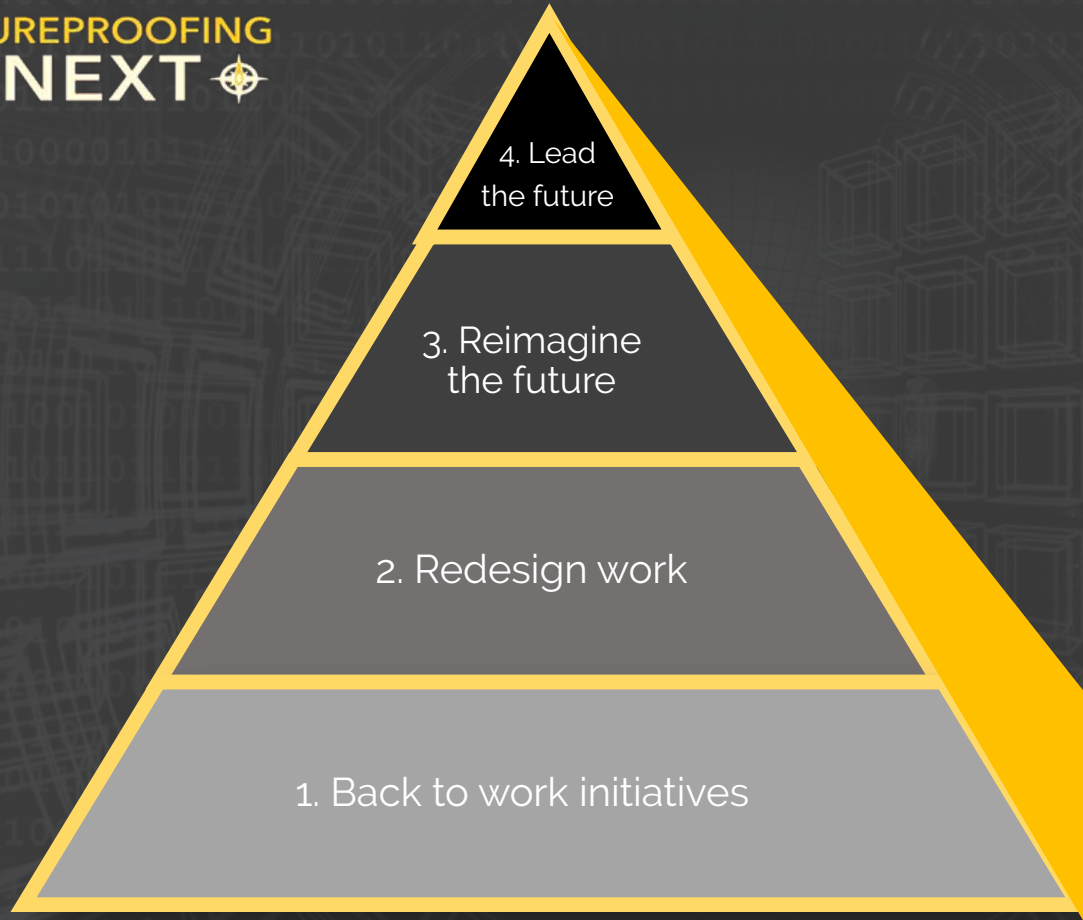 UREPROOFING
NEXT
4. Lead
the future
3. Reimagine
the future
2. Redesign work
1. Back to work initiatives